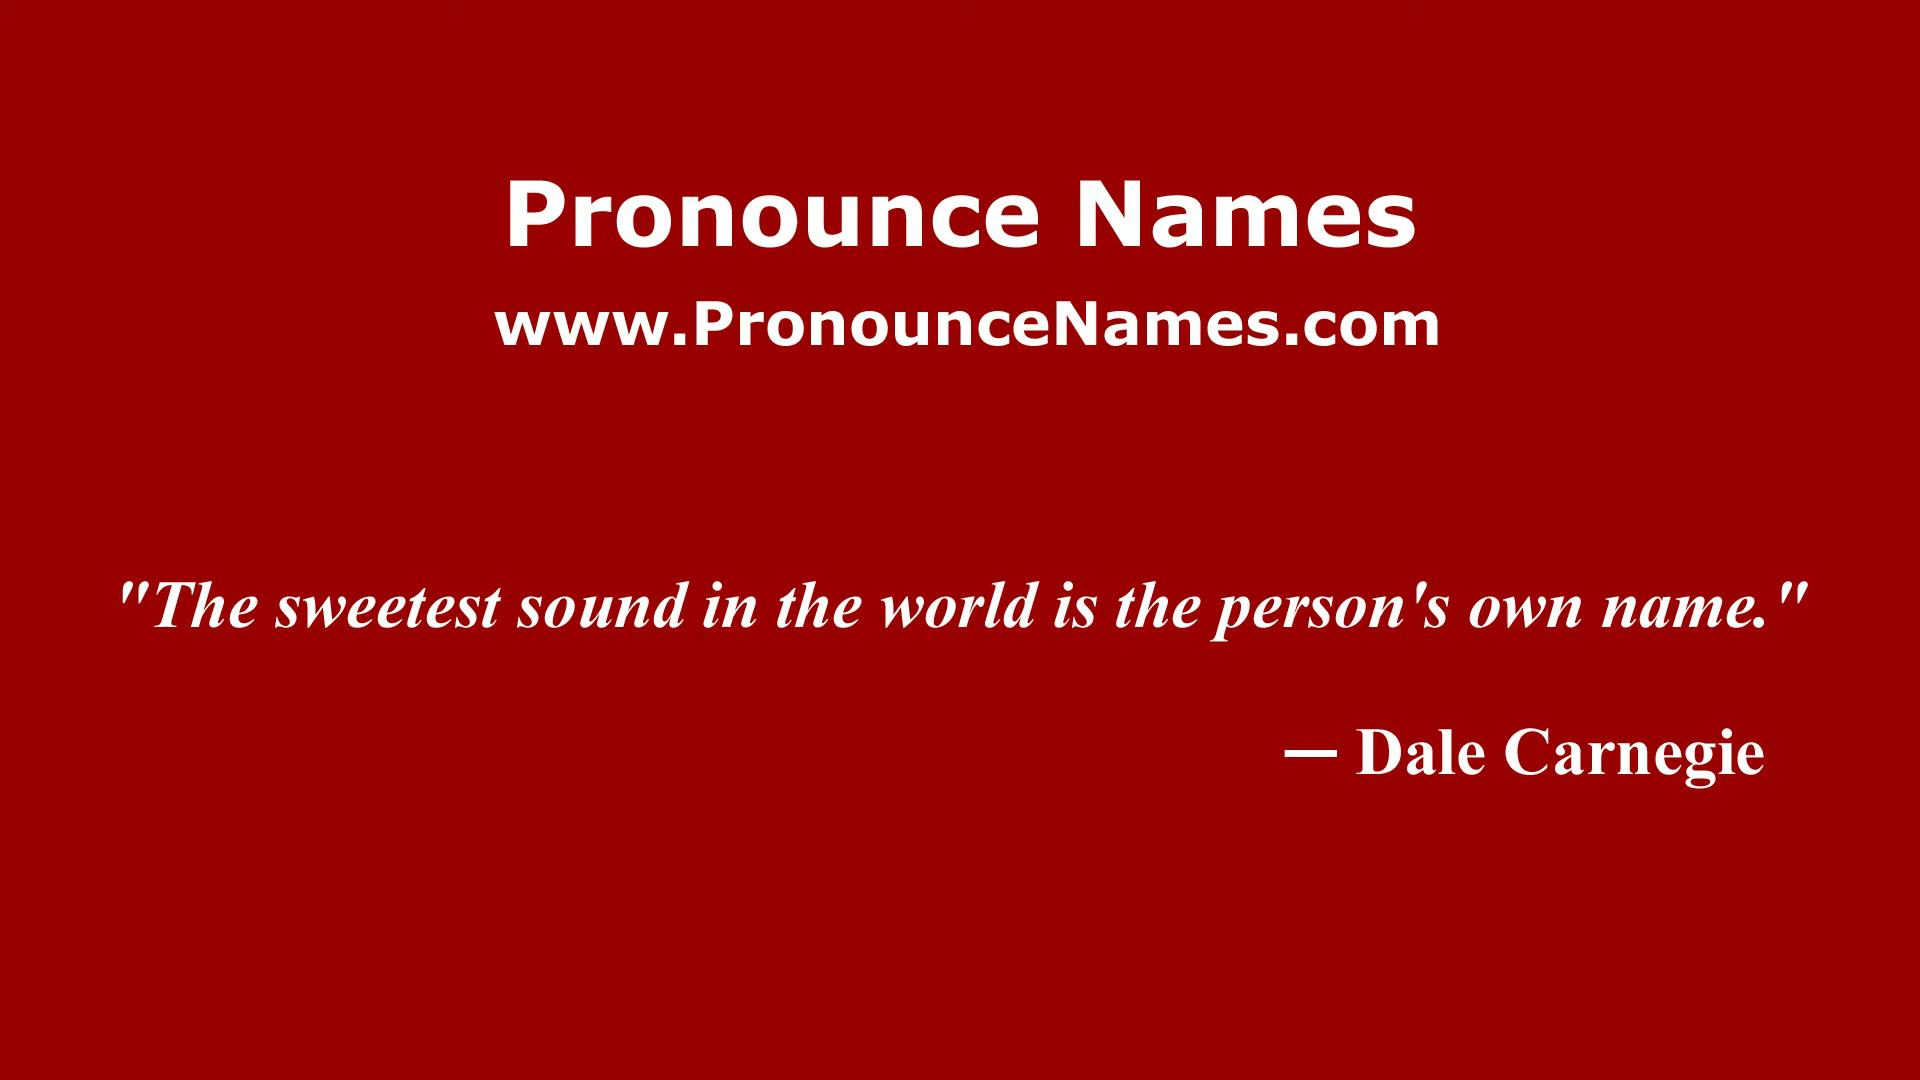 Pronounce Names
www.PronounceNames.com
"The sweetest sound in the world is the person's own name."
— Dale Carnegie